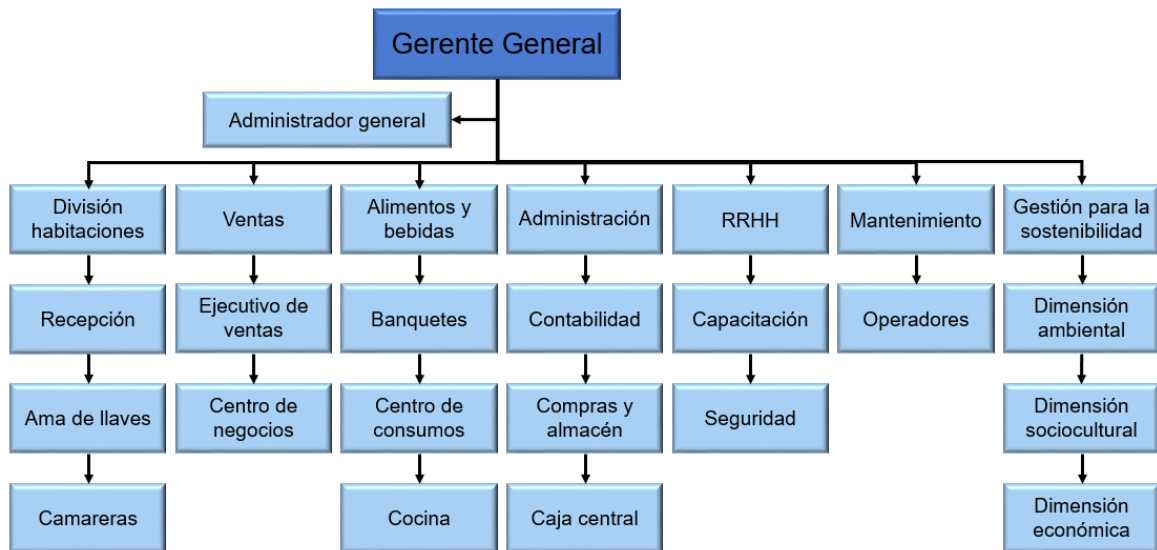 Gerente General
Administrador general
División
habitaciones
Ventas
Alimentos y
bebidas
Administración
RRHH
Mantenimiento
Gestión para la
sostenibilidad
Recepción
Ejecutivo de
ventas
Banquetes
Contabilidad
Capacitación
Operadores
Dimensión
ambiental
Ama de llaves
Centro de
negocios
Centro de
consumos
Compras y
almacén
Seguridad
Dimensión
sociocultural
Camareras
Cocina
Caja central
Dimensión
económica